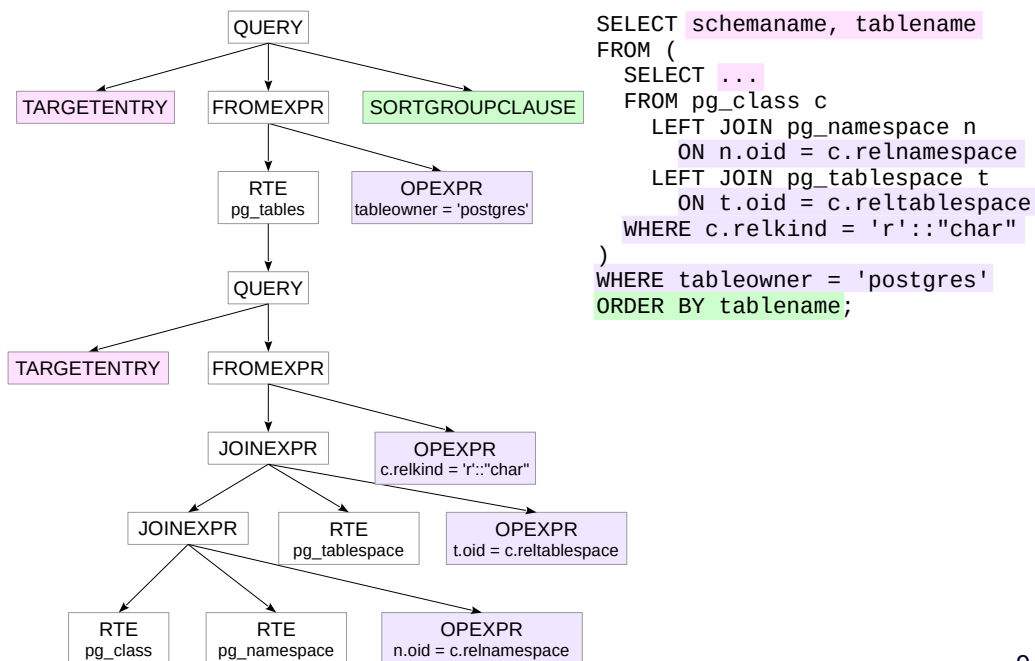 QUERY
TARGETENTRY
FROMEXPR
SORTGROUPCLAUSE
RTE
pg_tables
OPEXPR
tableowner = 'postgres'
QUERY
TARGETENTRY
FROMEXPR
JOINEXPR
OPEXPR
c.relkind = 'r'::"char"
JOINEXPR
RTE
pg_tablespace
OPEXPR
t.oid = c.reltablespace
RTE
pg_class
RTE
pg_namespace
OPEXPR
n.oid = c.relnamespace
SELECT schemaname, tablename
FROM (
SELECT ...
FROM pg_class c
LEFT JOIN pg_namespace n
ON n.oid = c.relnamespace
LEFT JOIN pg_tablespace t
ON t.oid = c.reltablespace
WHERE c.relkind = 'r'::"char"
)
WHERE tableowner = 'postgres'
ORDER BY tablename;